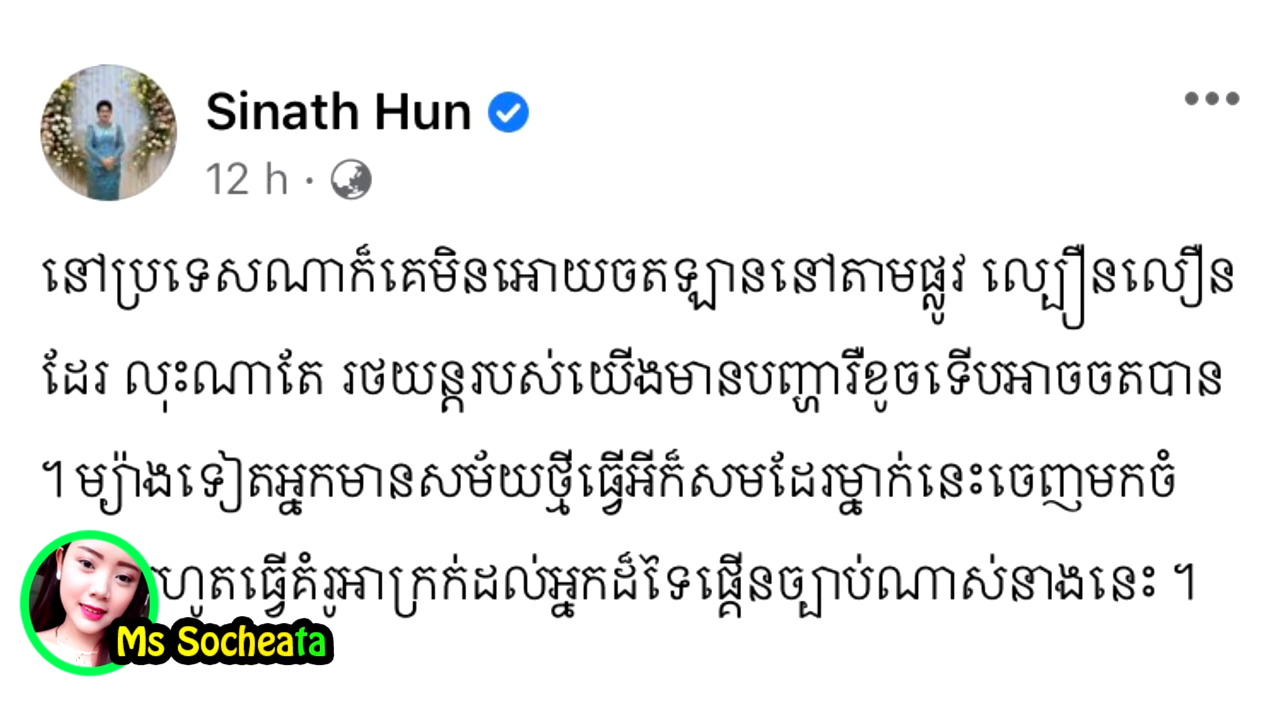 Sinath Hun
12 h ·
នៅប្រទេសណាក៏គេមិនអោយចតឡាននៅតាមផ្លូវ ល្បឿនលឿន
ដែរ លុះណាតែ រថយន្តរបស់យើងមានបញ្ហារឺខូចទើបអាចចតបាន
។ ម្យ៉ាងទៀតអ្នកមានសម័យថ្មីធ្វើអីក៏សមដែរម្នាក់នេះចេញមកចំ
ហូតធ្វើគំរូអាក្រក់ដល់អ្នកដ៏ទៃផ្គើនច្បាប់ណាស់នាងនេះ ។
Ms Socheata